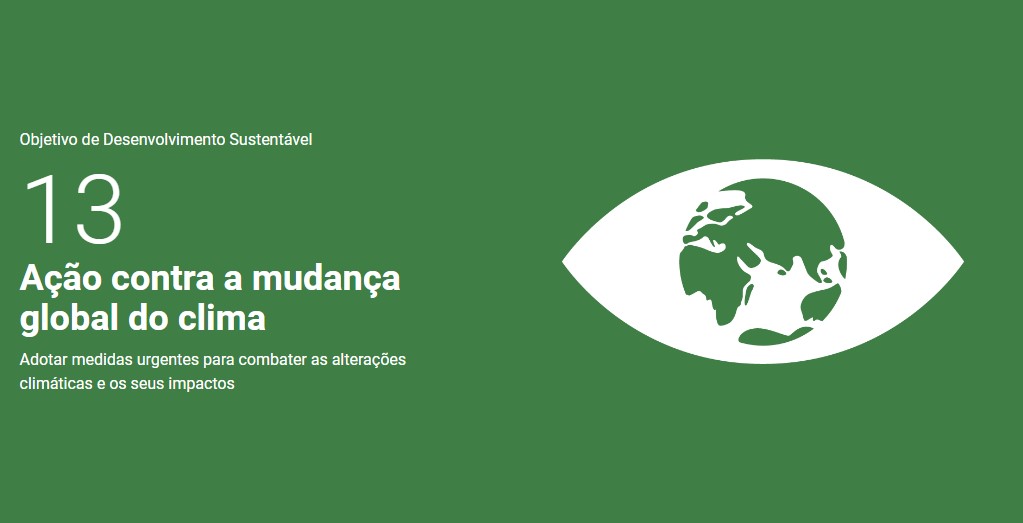 Objetivo de Desenvolvimento Sustentável
13
Ação contra a mudança
global do clima
Adotar medidas urgentes para combater as alterações
climáticas e os seus impactos